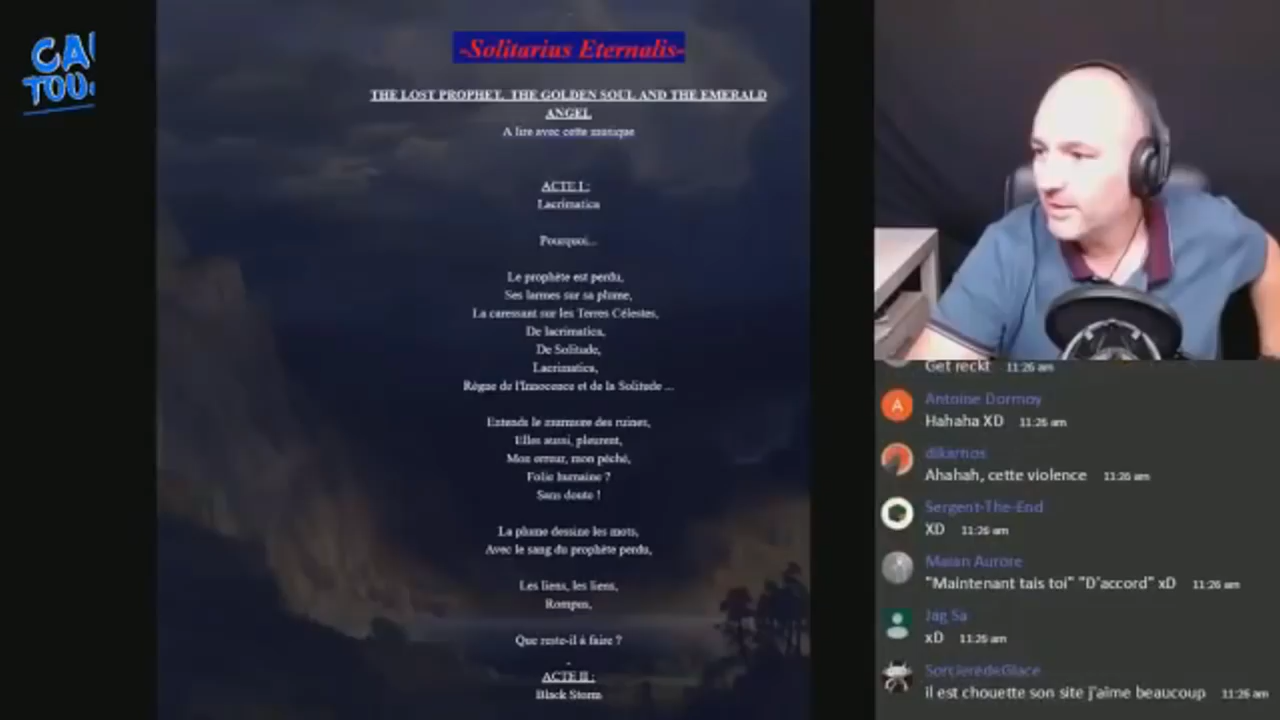 -Solitarius Eternalis-
THE LOST PROPHET, THE GOLDEN SOUL AND THE EMERALD
ANGEL
A lire avec cette musique
ACTE I :
Lacrimatica
Pourquoi...
Le prophète est perdu,
Ses larmes sur sa plume,
La caressant sur les Terres Célestes,
De lacrimatica,
De Solitude,
Lacrimatica,
Règne de l'Innocence et de la Solitude ...
Entends le murmure des ruines,
Elles aussi, pleurent,
Mon erreur, mon péché,
Folie humaine ?
Sans doute !
La plume dessine les mots,
Avec le sang du prophète perdu,
Les liens, les liens,
Rompus,
Que reste-il à faire ?
-
ACTE II :
Black Storm
Get reckt 11:26 am
Antoine Dormoy
Hahaha XD 11:26 am
dikarnos
Ahahah, cette violence 11:26 am
Sergent-The-End
XD 11:26 am
Maian Aurore
"Maintenant tais toi" "D'accord" xD 11:26 am
Jag Sa
xD 11:26 am
SorcièredeGlace
il est chouette son site j'aime beaucoup 11:26 am